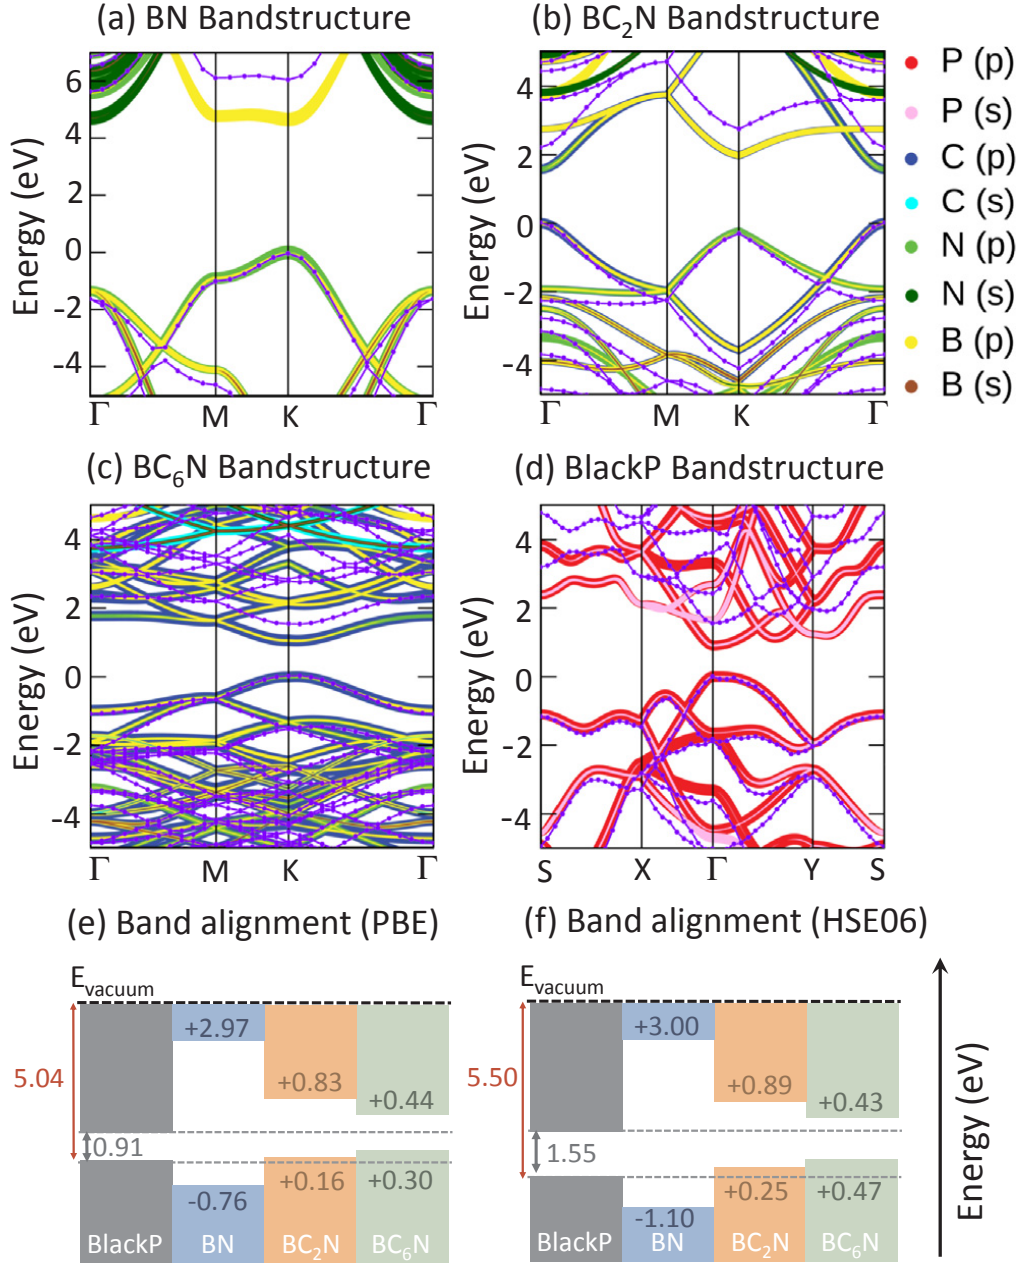 (a) BN Bandstructure
Energy (eV)
6
4
2
0
-2
-4
Γ M K Γ
(b) BC₂N Bandstructure
Energy (eV)
4
2
0
-2
-4
Γ M K Γ
P (p)
P (s)
C (p)
C (s)
N (p)
N (s)
B (p)
B (s)
(c) BC₆N Bandstructure
Energy (eV)
4
2
0
-2
-4
Γ M K Γ
(d) BlackP Bandstructure
Energy (eV)
4
2
0
-2
-4
S X Γ Y S
(e) Band alignment (PBE)
E_vacuum
+2.97
5.04
+0.83
+0.44
0.91
+0.16
+0.30
-0.76
BlackP BN BC₂N BC₆N
(f) Band alignment (HSE06)
+3.00
5.50
+0.89
+0.43
1.55
+0.25
+0.47
-1.10
BlackP BN BC₂N BC₆N
Energy (eV)